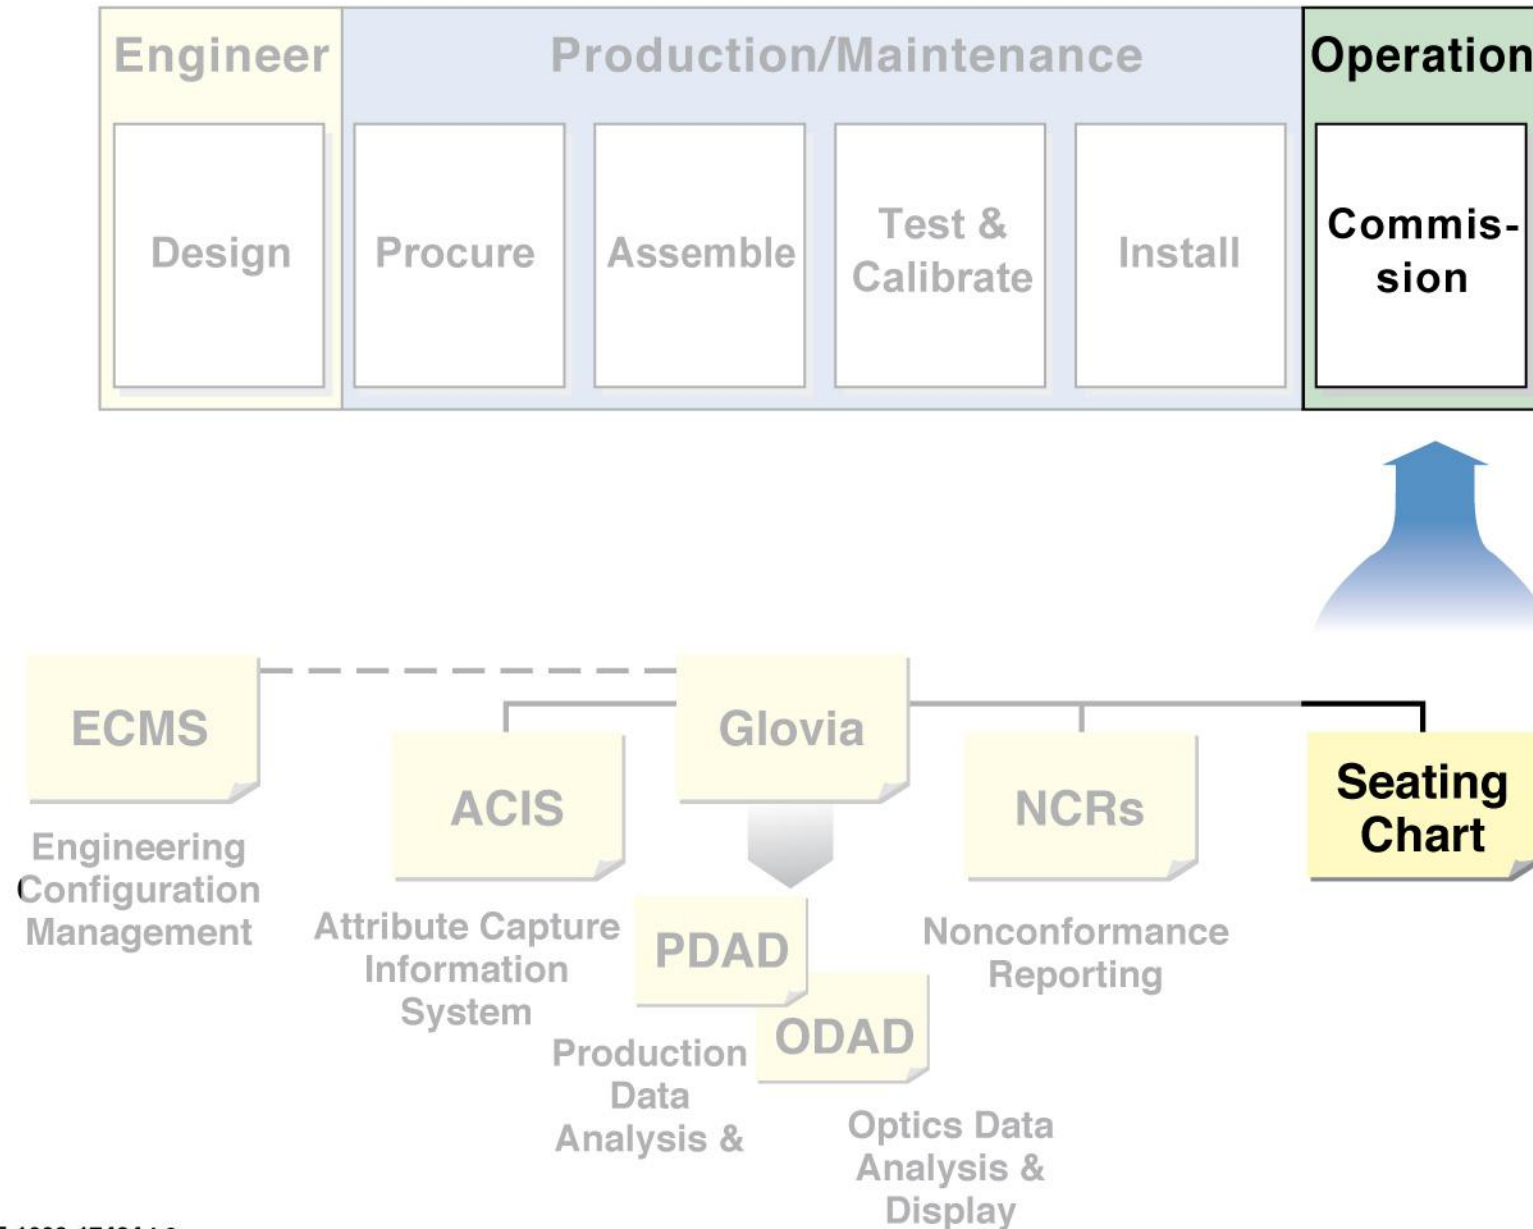 Engineer
Production/Maintenance
Operation
Design
Procure
Assemble
Test &
Calibrate
Install
Commis-
sion
ECMS
Engineering
Configuration
Management
ACIS
Attribute Capture
Information
System
Glovia
PDAD
Production
Data
Analysis &
ODAD
Optics Data
Analysis &
Display
NCRs
Nonconformance
Reporting
Seating
Chart